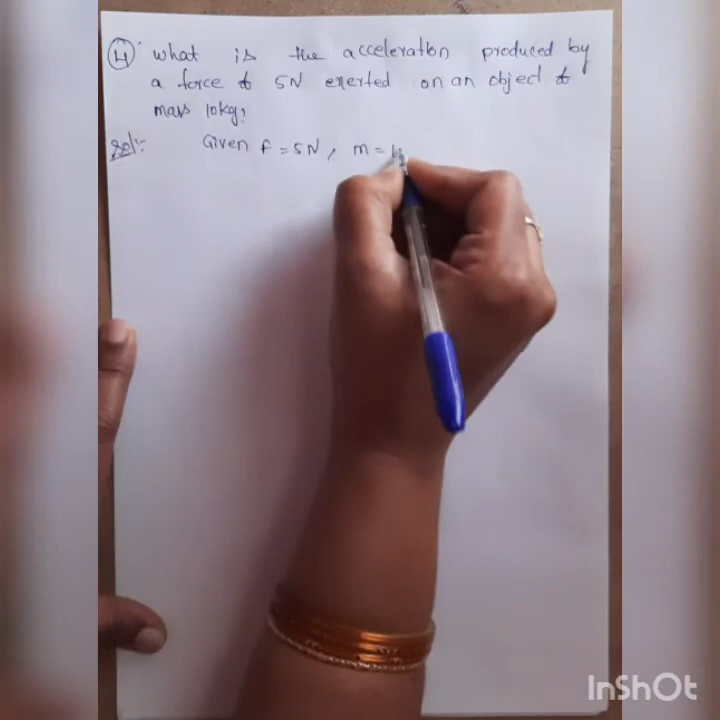 4. What is the acceleration produced by
a force of 5N exerted on an object of
mass 10kg?
Sol:- Given F = 5N, m = 1
InShOt